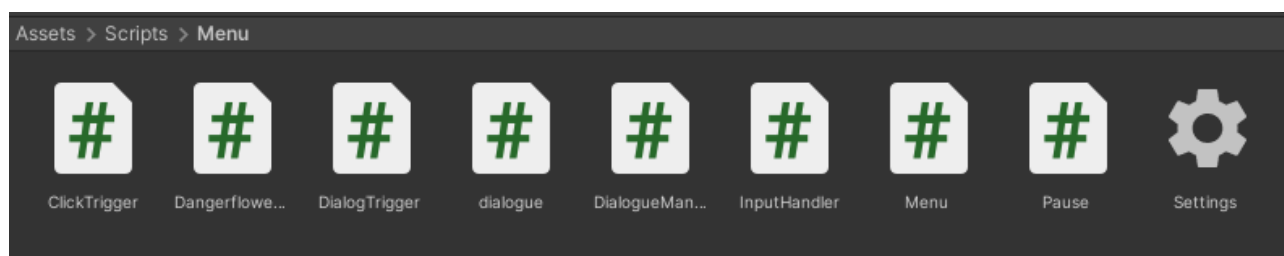 Assets > Scripts > Menu
# # # # # # # #
ClickTrigger Dangerflowe... DialogTrigger dialogue DialogueMan... InputHandler Menu Pause Settings